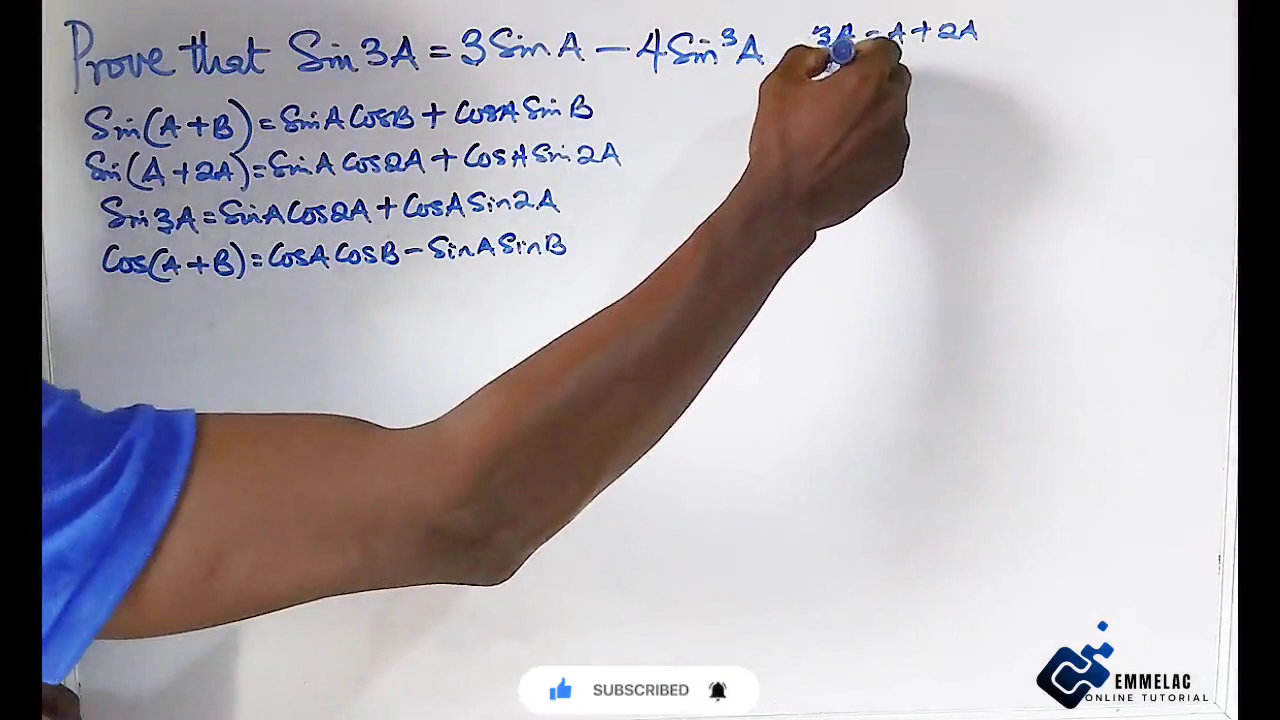 Prove that Sin 3A = 3 Sin A − 4 Sin³A
3A = A + 2A
Sin(A + B) = Sin A Cos B + Cos A Sin B
Sin(A + 2A) = Sin A Cos 2A + Cos A Sin 2A
Sin 3A = Sin A Cos 2A + Cos A Sin 2A
Cos(A + B) = Cos A Cos B − Sin A Sin B
SUBSCRIBED
EMMELAC
ONLINE TUTORIAL